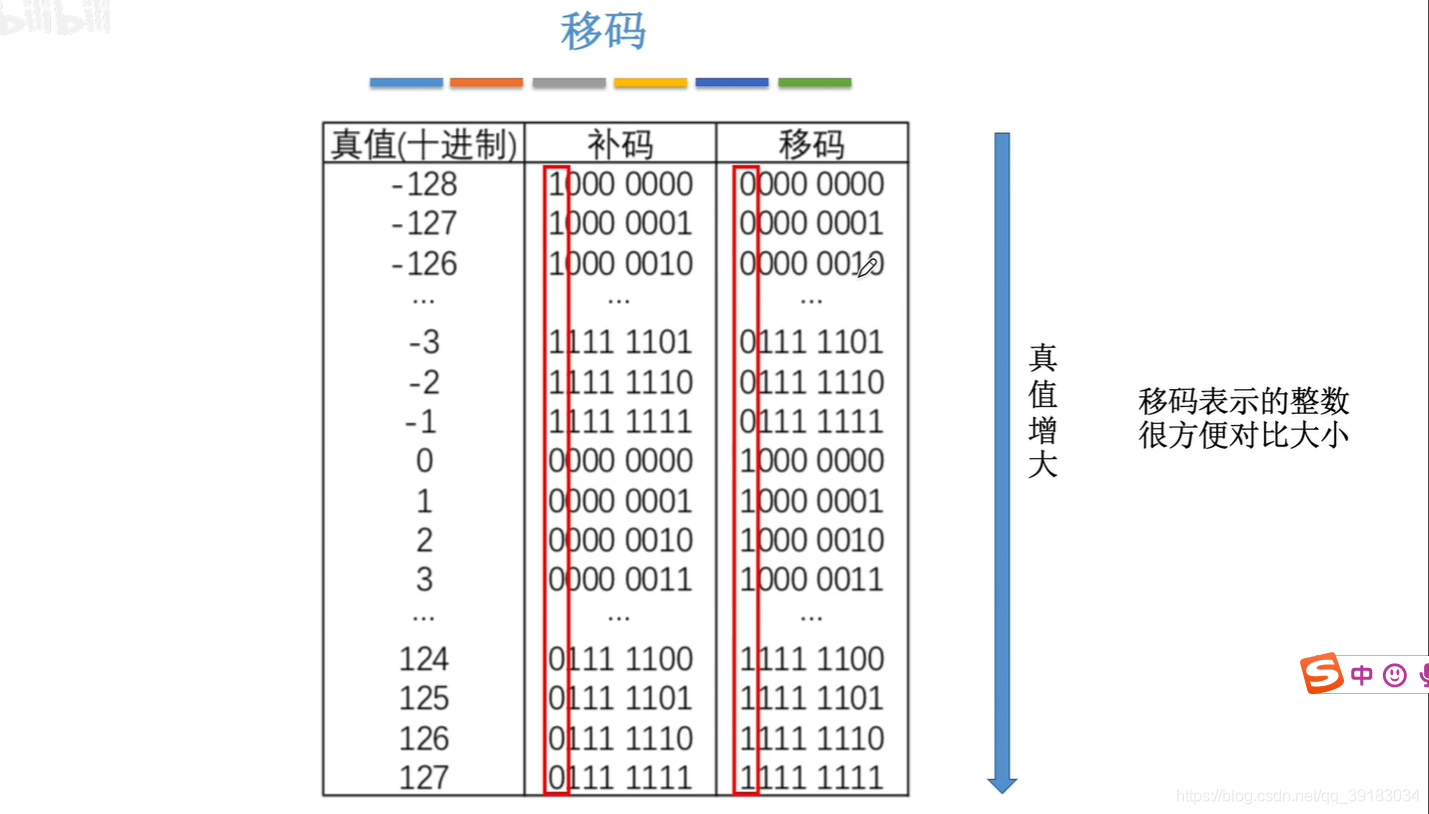 bilibili
移码
真值(十进制) 补码 移码
-128 1000 0000 0000 0000
-127 1000 0001 0000 0001
-126 1000 0010 0000 0010
... ... ...
-3 1111 1101 0111 1101
-2 1111 1110 0111 1110
-1 1111 1111 0111 1111
0 0000 0000 1000 0000
1 0000 0001 1000 0001
2 0000 0010 1000 0010
3 0000 0011 1000 0011
... ... ...
124 0111 1100 1111 1100
125 0111 1101 1111 1101
126 0111 1110 1111 1110
127 0111 1111 1111 1111
真
值
增
大
移码表示的整数
很方便对比大小
S 中
https://blog.csdn.net/qq_39183034